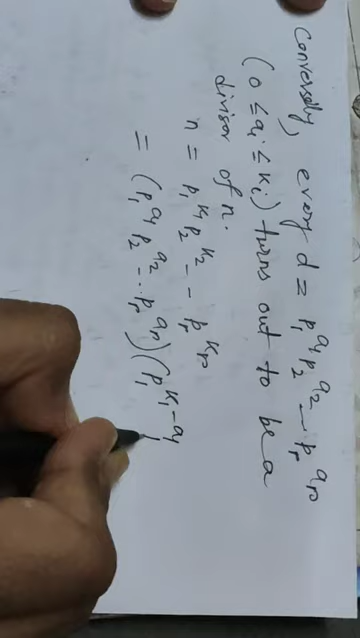 Conversely, every d = p₁^a₁ p₂^a₂ -- pᵣ^aᵣ
(0 ≤ aᵢ ≤ kᵢ) turns out to be a
divisor of n.
n = p₁^k₁ p₂^k₂ -- pᵣ^kᵣ
= (p₁^a₁ p₂^a₂ -- pᵣ^aᵣ) (p₁^k₁-a₁